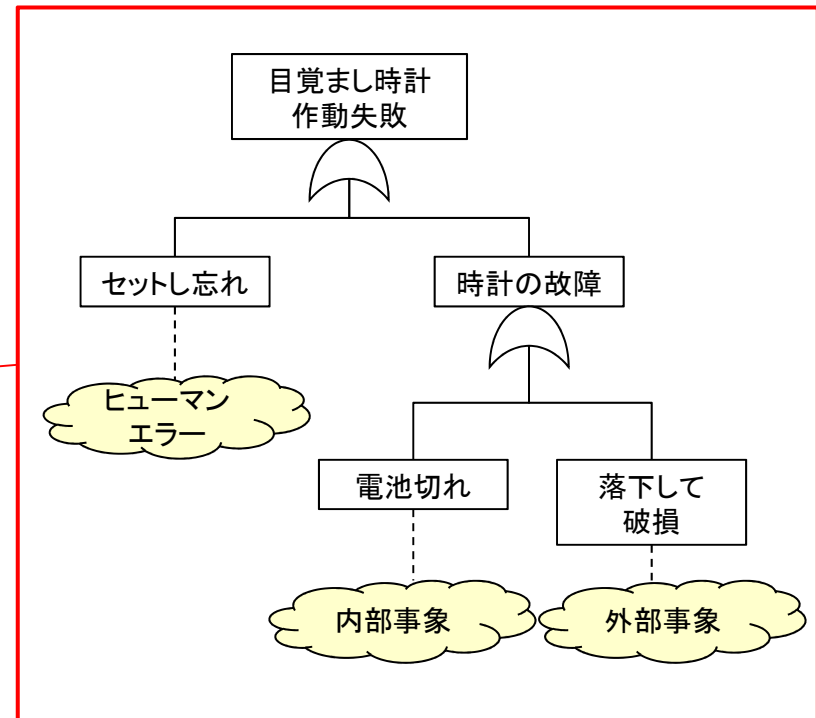 目覚まし時計
作動失敗
セットし忘れ
時計の故障
ヒューマン
エラー
電池切れ
落下して
破損
内部事象
外部事象